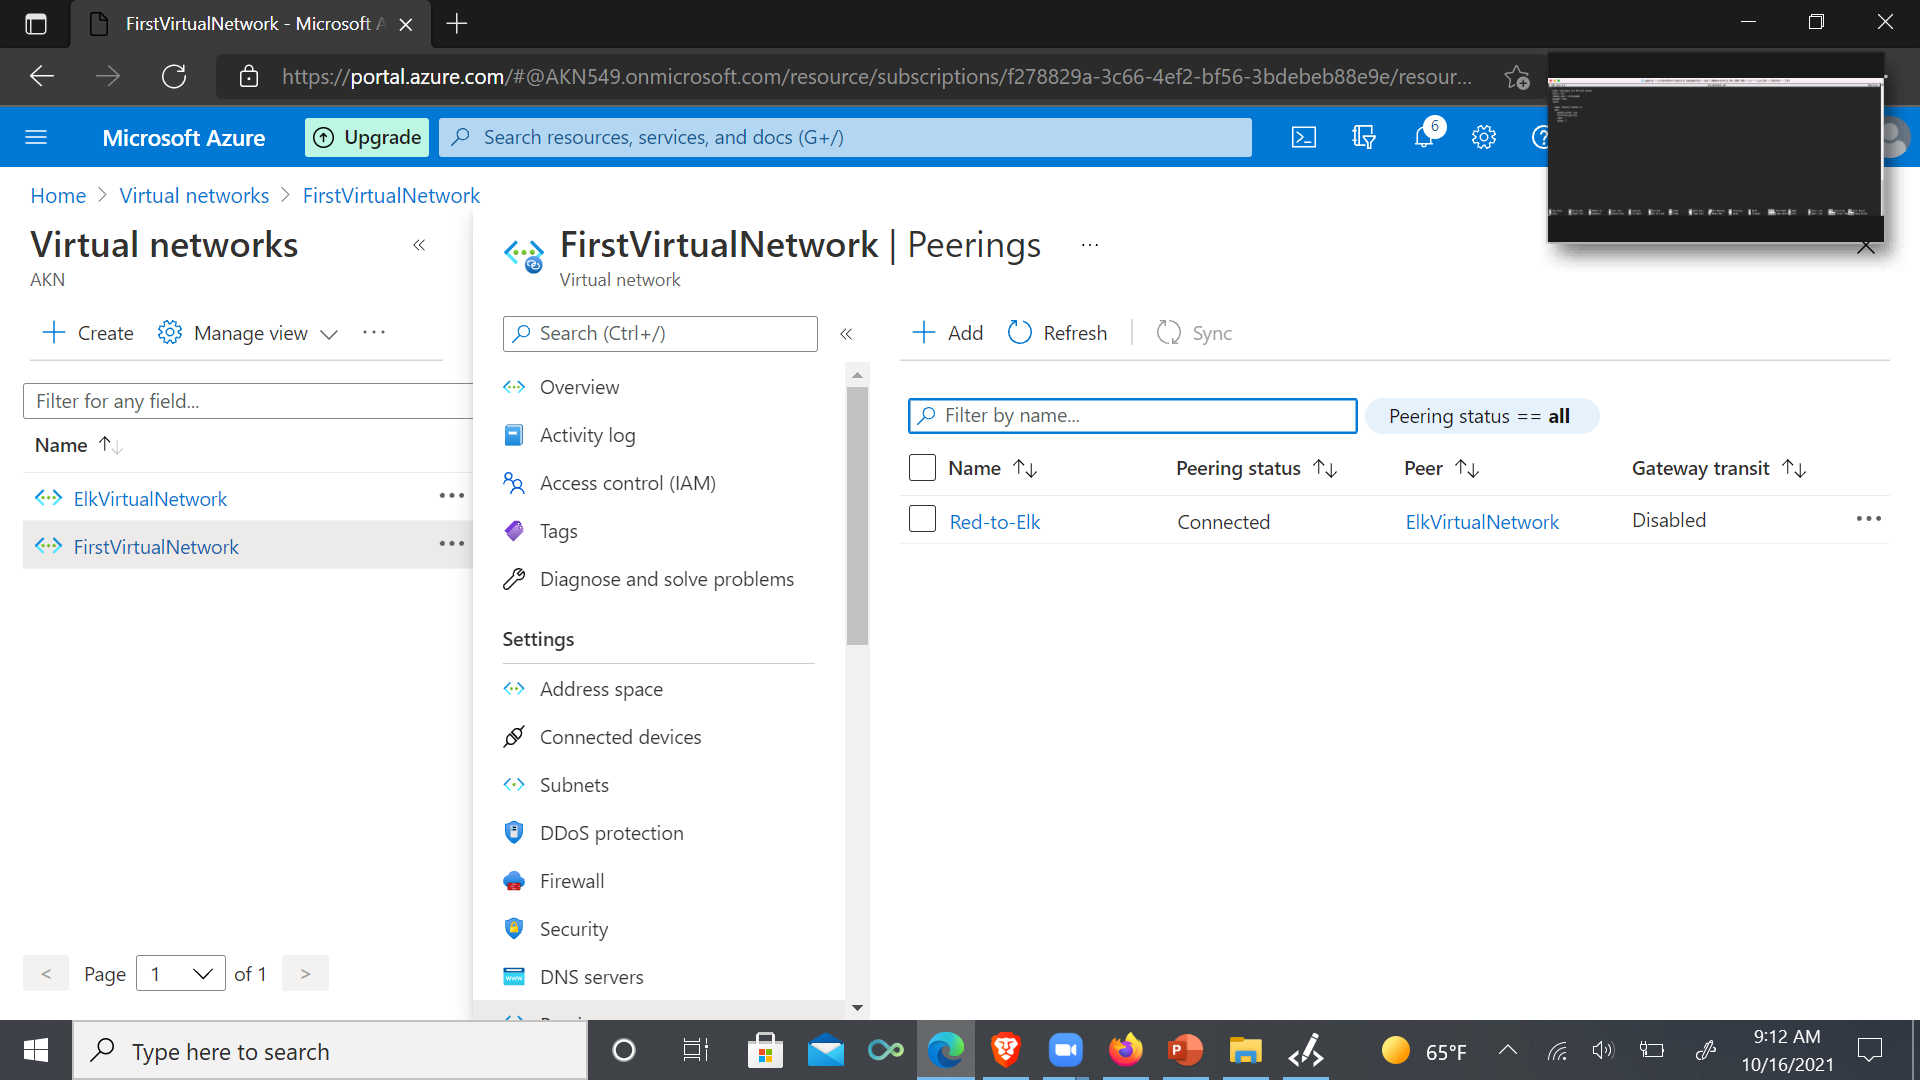 FirstVirtualNetwork - Microsoft A
https://portal.azure.com/#@AKN549.onmicrosoft.com/resource/subscriptions/f278829a-3c66-4ef2-bf56-3bdebeb88e9e/resour...
Microsoft Azure
Upgrade
Search resources, services, and docs (G+/)
6
Home > Virtual networks > FirstVirtualNetwork
Virtual networks
«
AKN
FirstVirtualNetwork | Peerings
...
Virtual network
Create
Manage view
...
Search (Ctrl+/)
«
Add
Refresh
Sync
Filter for any field...
Name ↑↓
ElkVirtualNetwork
...
FirstVirtualNetwork
...
< Page 1 of 1 >
Overview
Activity log
Access control (IAM)
Tags
Diagnose and solve problems
Settings
Address space
Connected devices
Subnets
DDoS protection
Firewall
Security
DNS servers
Filter by name...
Peering status == all
Name ↑↓ Peering status ↑↓ Peer ↑↓ Gateway transit ↑↓
Red-to-Elk Connected ElkVirtualNetwork Disabled ...
Type here to search
65°F
9:12 AM
10/16/2021